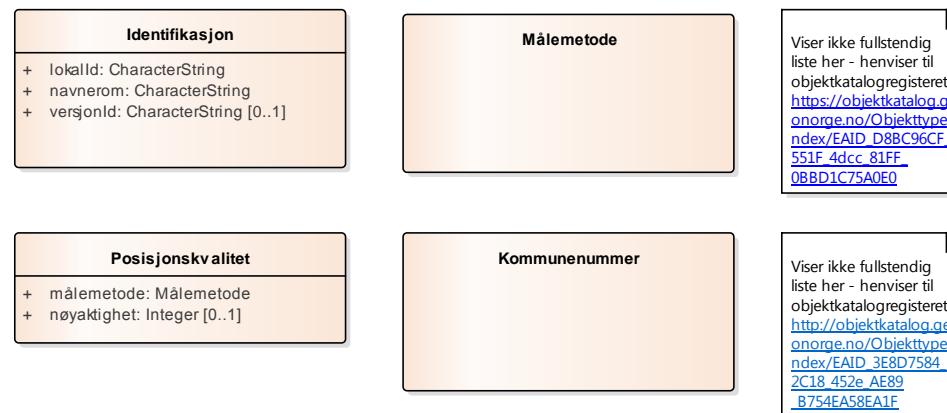 Identifikasjon
+ lokalId: CharacterString
+ navnerom: CharacterString
+ versjonId: CharacterString [0..1]
Målemetode
Viser ikke fullstendig
liste her - henviser til
objektkatalogregisteret
https://objektkatalog.g
onorge.no/Objekttype
ndex/EAID_D8BC96CF_
551F_4dcc_81FF_
0BBD1C75A0E0
Posisjonskvalitet
+ målemetode: Målemetode
+ nøyaktighet: Integer [0..1]
Kommunenummer
Viser ikke fullstendig
liste her - henviser til
objektkatalogregisteret
http://objektkatalog.ge
onorge.no/Objekttype
ndex/EAID_3E8D7584_
2C18_452e_AE89
_B754EA58EA1F